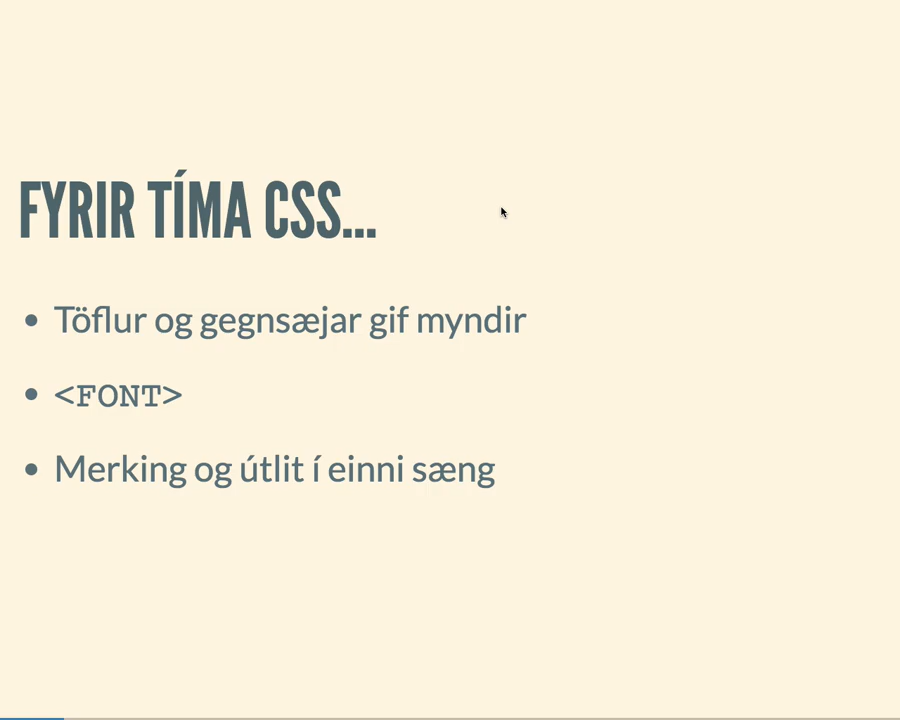 FYRIR TÍMA CSS...
Töflur og gegnsæjar gif myndir
<FONT>
Merking og útlit í einni sæng